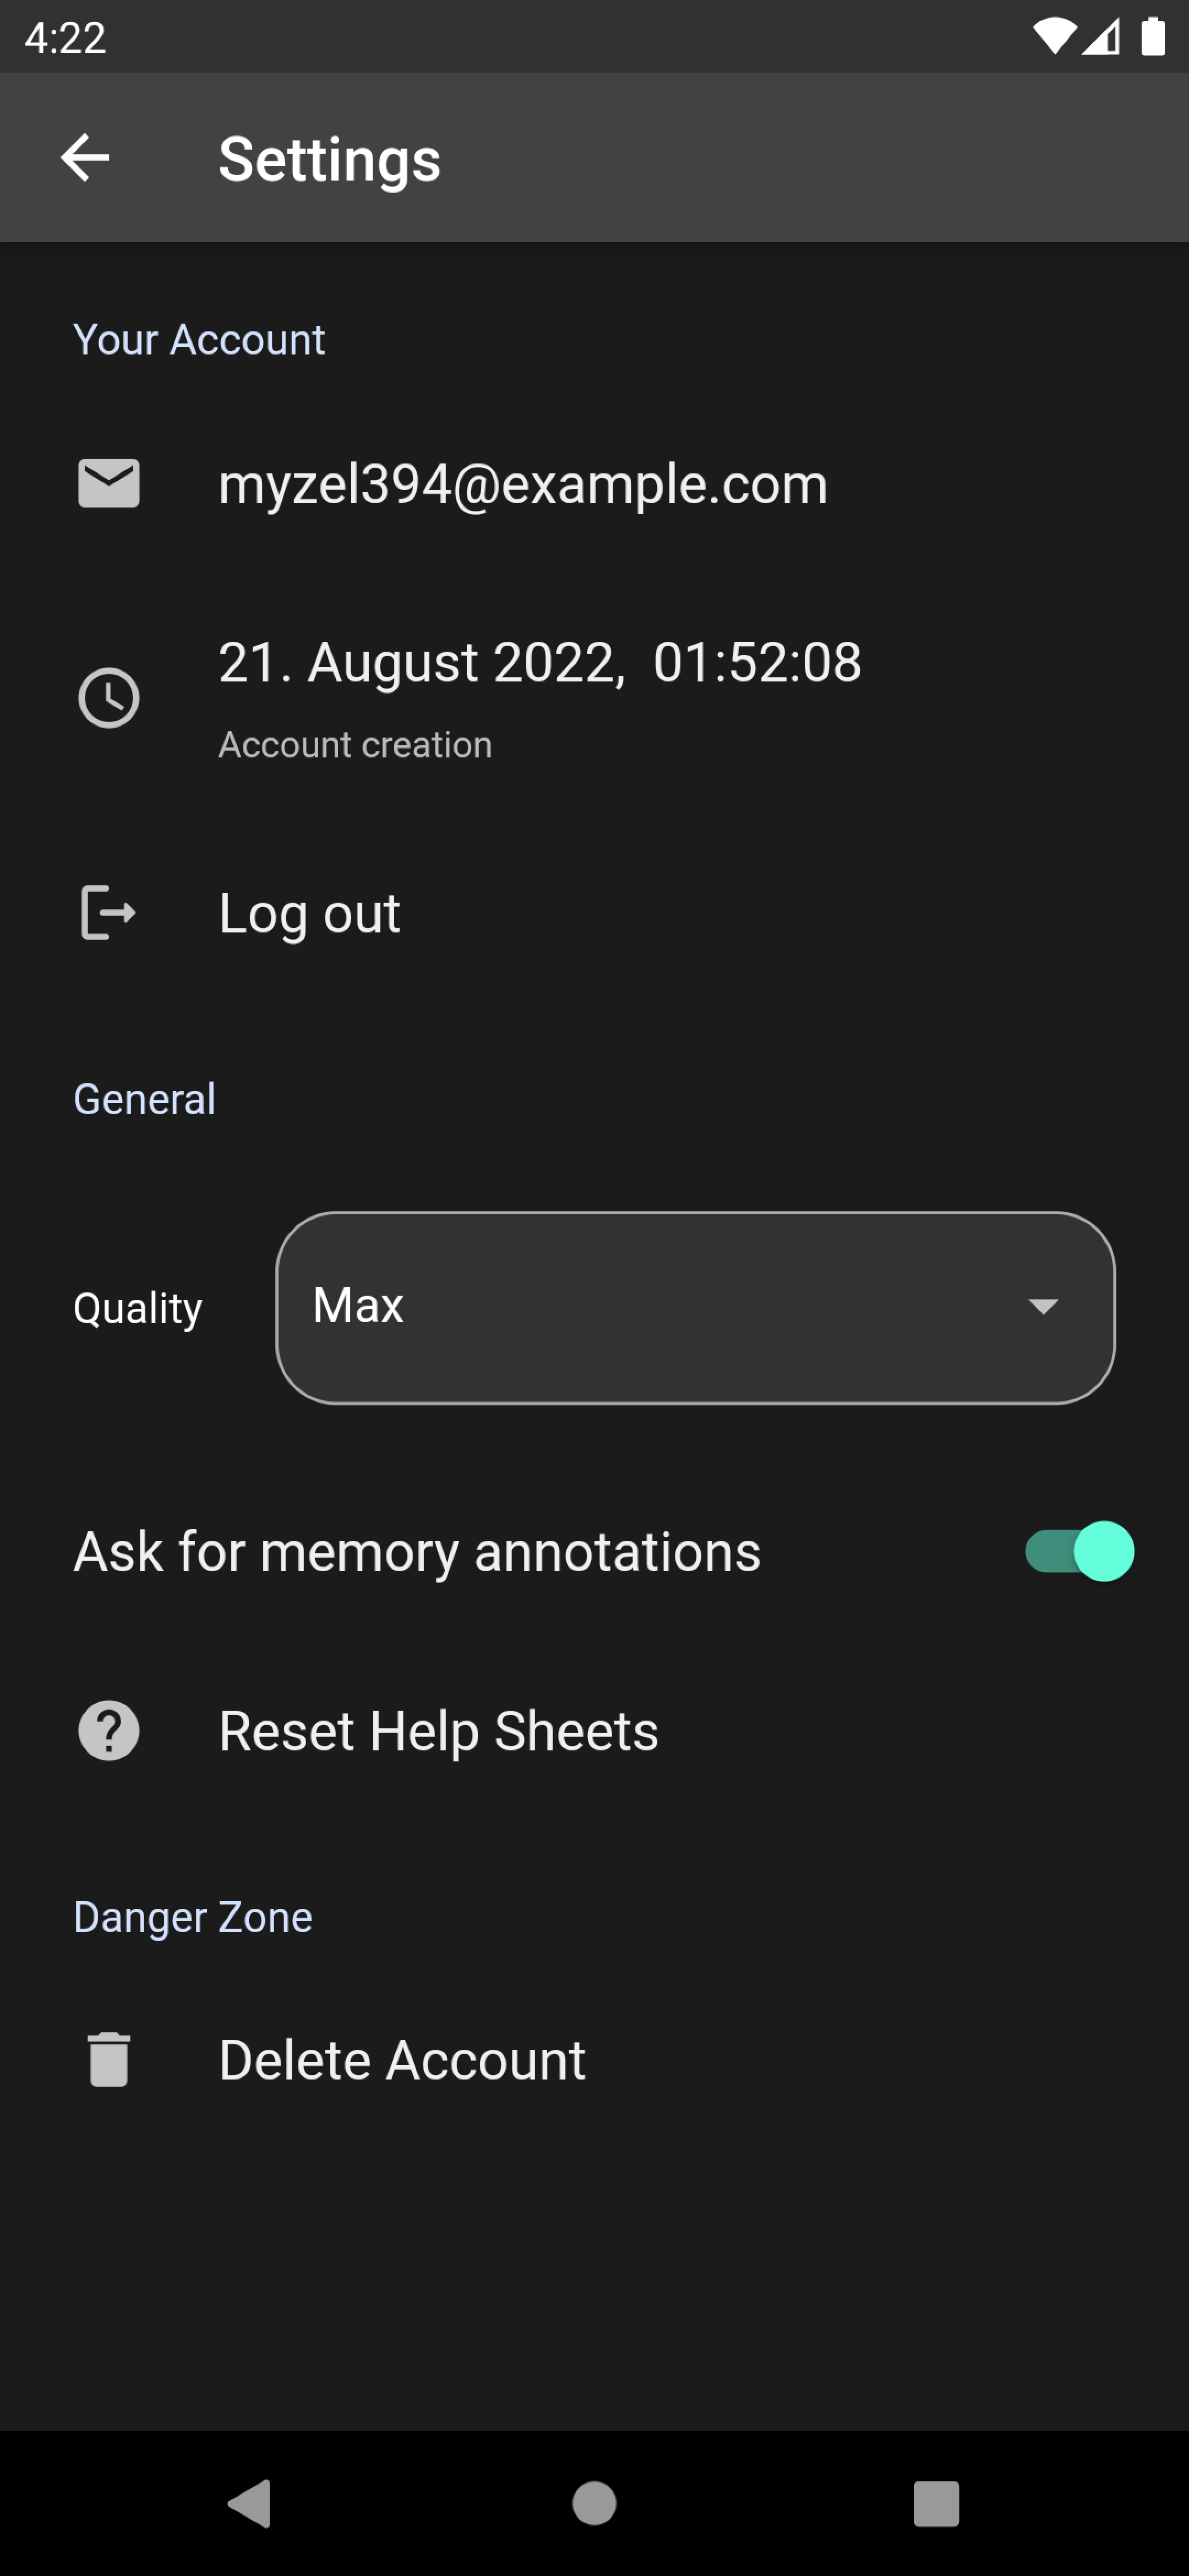 4:22
Settings
Your Account
myzel394@example.com
21. August 2022,  01:52:08
Account creation
Log out
General
Quality
Max
Ask for memory annotations
Reset Help Sheets
Danger Zone
Delete Account